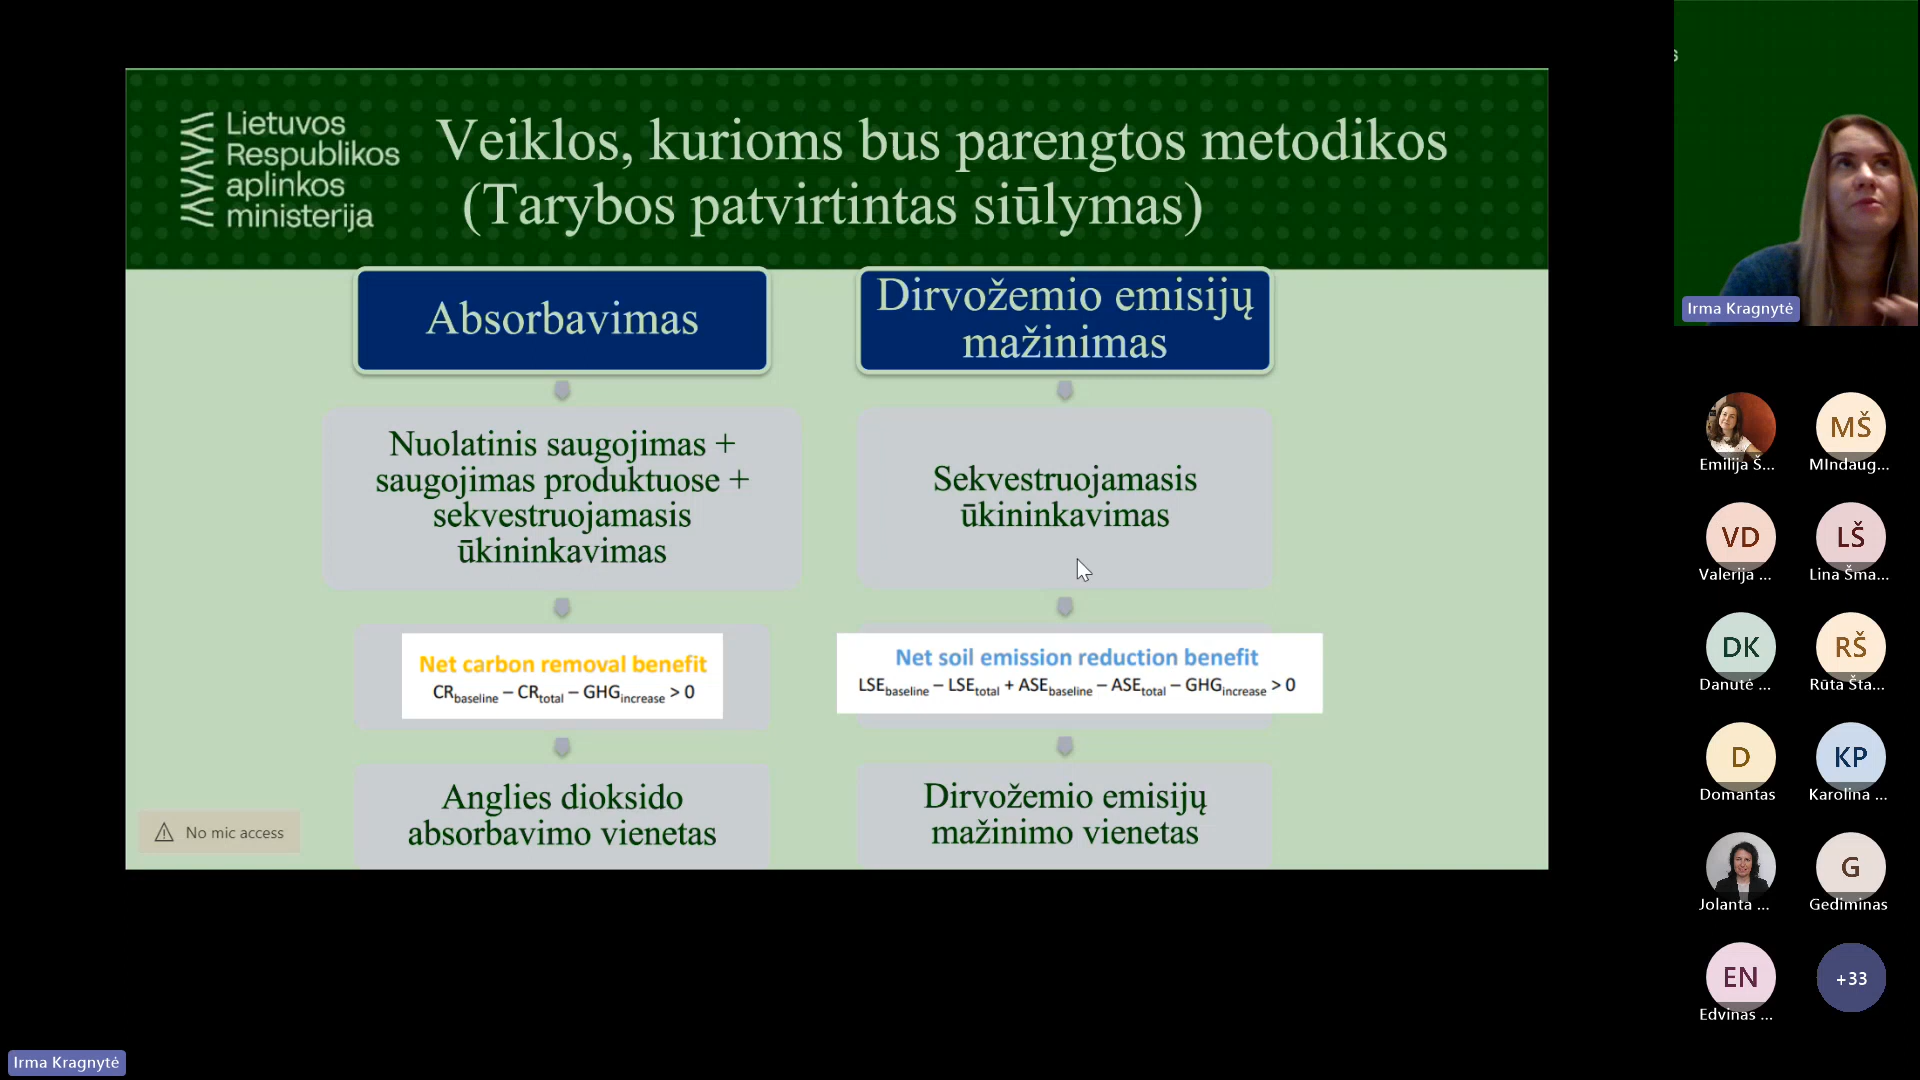 Lietuvos
Respublikos
aplinkos
ministerija
Veiklos, kurioms bus parengtos metodikos
(Tarybos patvirtintas siūlymas)
Absorbavimas
Nuolatinis saugojimas +
saugojimas produktuose +
sekvestruojamasis
ūkininkavimas
Net carbon removal benefit
CRbaseline – CRtotal – GHGincrease > 0
Anglies dioksido
absorbavimo vienetas
Dirvožemio emisijų
mažinimas
Sekvestruojamasis
ūkininkavimas
Net soil emission reduction benefit
LSEbaseline – LSEtotal + ASEbaseline – ASEtotal – GHGincrease > 0
Dirvožemio emisijų
mažinimo vienetas
No mic access
s
Irma Kragnytė
Emilija Š...
MŠ
MIndaug...
VD
Valerija ...
LŠ
Lina Šma...
DK
Danutė ...
RŠ
Rūta Šta...
D
Domantas
KP
Karolina ...
Jolanta ...
G
Gediminas
EN
Edvinas ...
+33
Irma Kragnytė